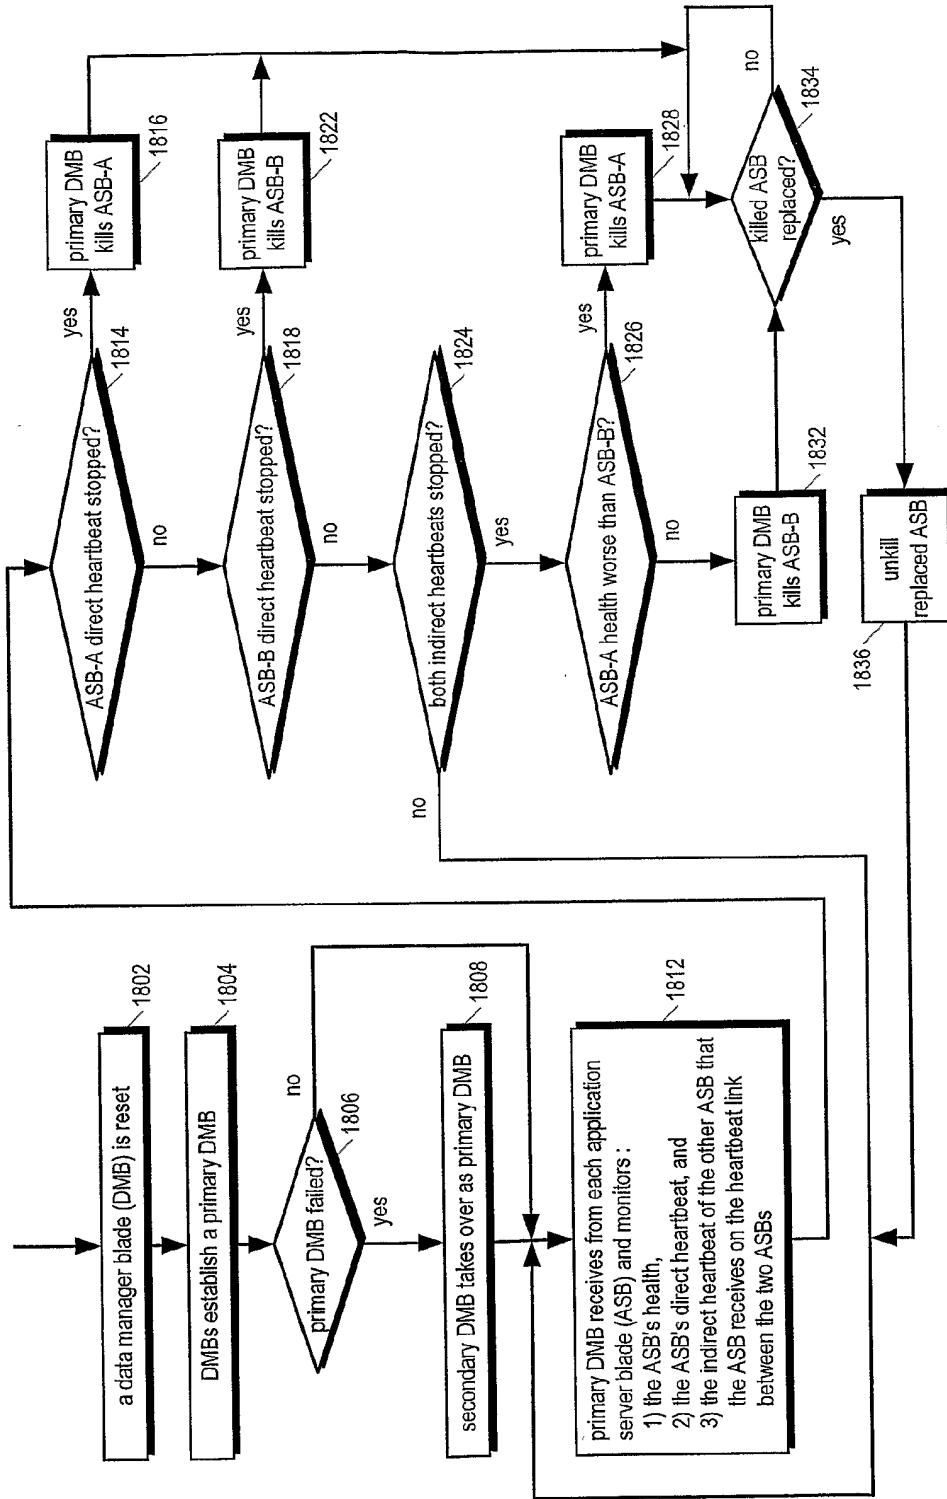 a data manager blade (DMB) is reset
1802
DMBs establish a primary DMB
1804
primary DMB failed?
1806
no
yes
secondary DMB takes over as primary DMB
1808
primary DMB receives from each application
server blade (ASB) and monitors :
1) the ASB's health,
2) the ASB's direct heartbeat, and
3) the indirect heartbeat of the other ASB that
the ASB receives on the heartbeat link
between the two ASBs
1812
ASB-A direct heartbeat stopped?
1814
yes
no
primary DMB
kills ASB-A
1816
ASB-B direct heartbeat stopped?
1818
yes
no
primary DMB
kills ASB-B
1822
both indirect heartbeats stopped?
1824
no
yes
ASB-A health worse than ASB-B?
1826
yes
no
primary DMB
kills ASB-A
1828
primary DMB
kills ASB-B
1832
killed ASB
replaced?
1834
no
yes
unkill
replaced ASB
1836